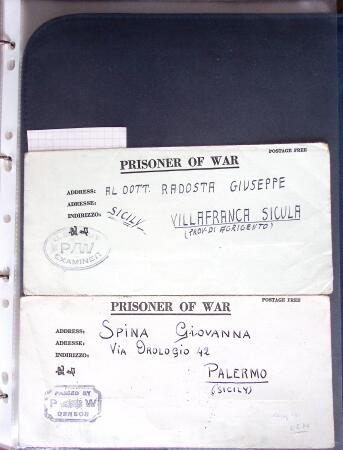 POSTAGE FREE
PRISONER OF WAR
ADDRESS: AL DOTT. RADOSTA GIUSEPPE
ADRESSE:
INDIRIZZO: SICILY VILLAFRANCA SICULA
(PROV. DI AGRIGENTO)
P/W
EXAMINER
POSTAGE FREE
PRISONER OF WAR
ADDRESS: SPINA GIOVANNA
ADRESSE: VIA OROLOGIO 42
INDIRIZZO:
PALERMO
(SICILY)
PASSED BY
P W
CENSOR